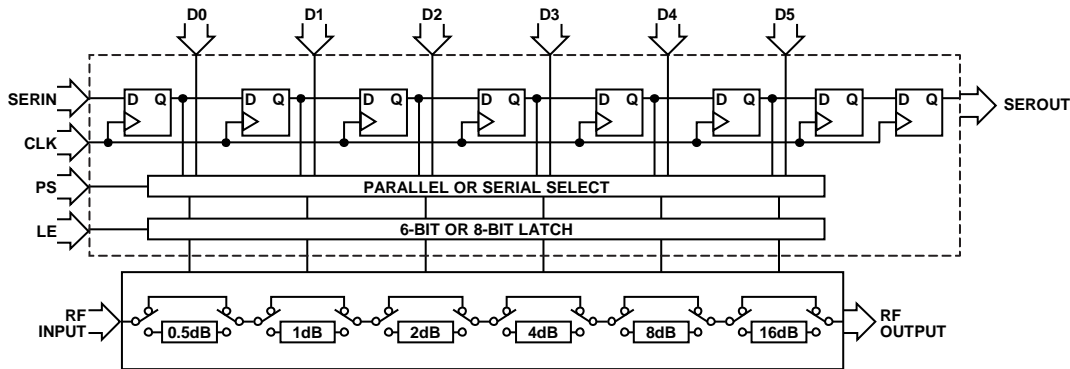 D0 D1 D2 D3 D4 D5
SERIN D Q D Q D Q D Q D Q D Q D Q D Q SEROUT
CLK
PS PARALLEL OR SERIAL SELECT
LE 6-BIT OR 8-BIT LATCH
RF
INPUT
0.5dB 1dB 2dB 4dB 8dB 16dB
RF
OUTPUT